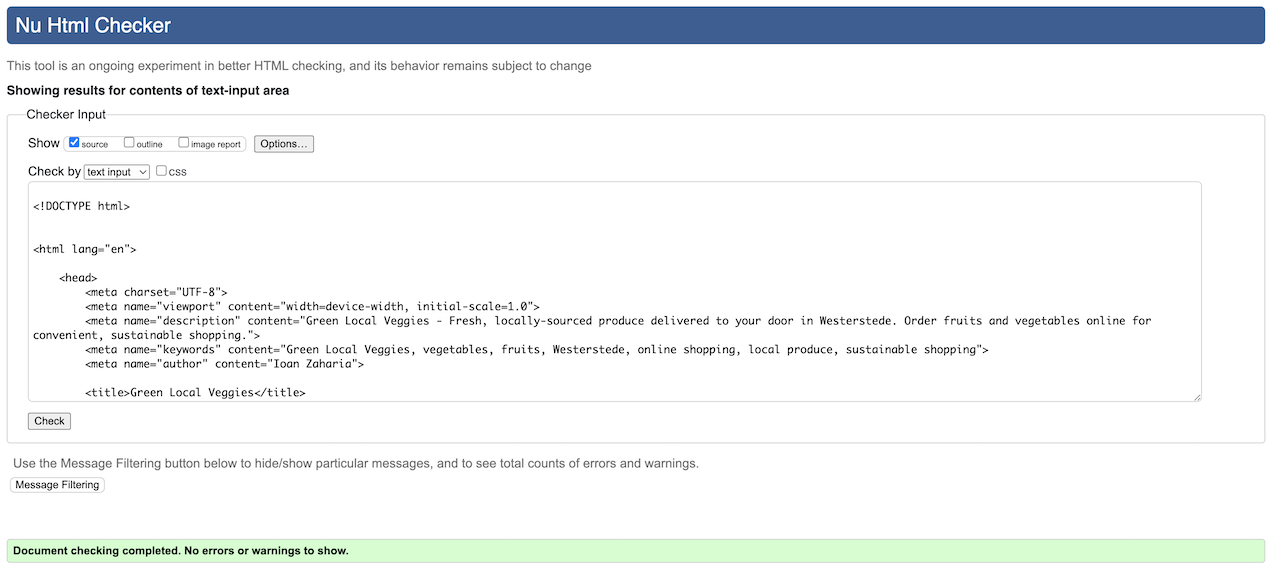 Nu Html Checker
This tool is an ongoing experiment in better HTML checking, and its behavior remains subject to change
Showing results for contents of text-input area
Checker Input
Show source outline image report Options...
Check by text input css
<!DOCTYPE html>
<html lang="en">
<head>
<meta charset="UTF-8">
<meta name="viewport" content="width=device-width, initial-scale=1.0">
<meta name="description" content="Green Local Veggies - Fresh, locally-sourced produce delivered to your door in Westerstede. Order fruits and vegetables online for
convenient, sustainable shopping.">
<meta name="keywords" content="Green Local Veggies, vegetables, fruits, Westerstede, online shopping, local produce, sustainable shopping">
<meta name="author" content="Ioan Zaharia">
<title>Green Local Veggies</title>
Check
Use the Message Filtering button below to hide/show particular messages, and to see total counts of errors and warnings.
Message Filtering
Document checking completed. No errors or warnings to show.